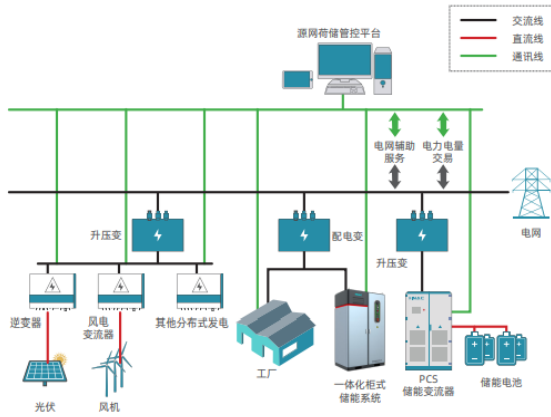 源网荷储管控平台
交流线
直流线
通讯线
电网辅助
服务
电力电量
交易
电网
升压变
配电变
升压变
逆变器
风电
变流器
其他分布式发电
工厂
一体化柜式
储能系统
PCS
储能变流器
储能电池
光伏
风机